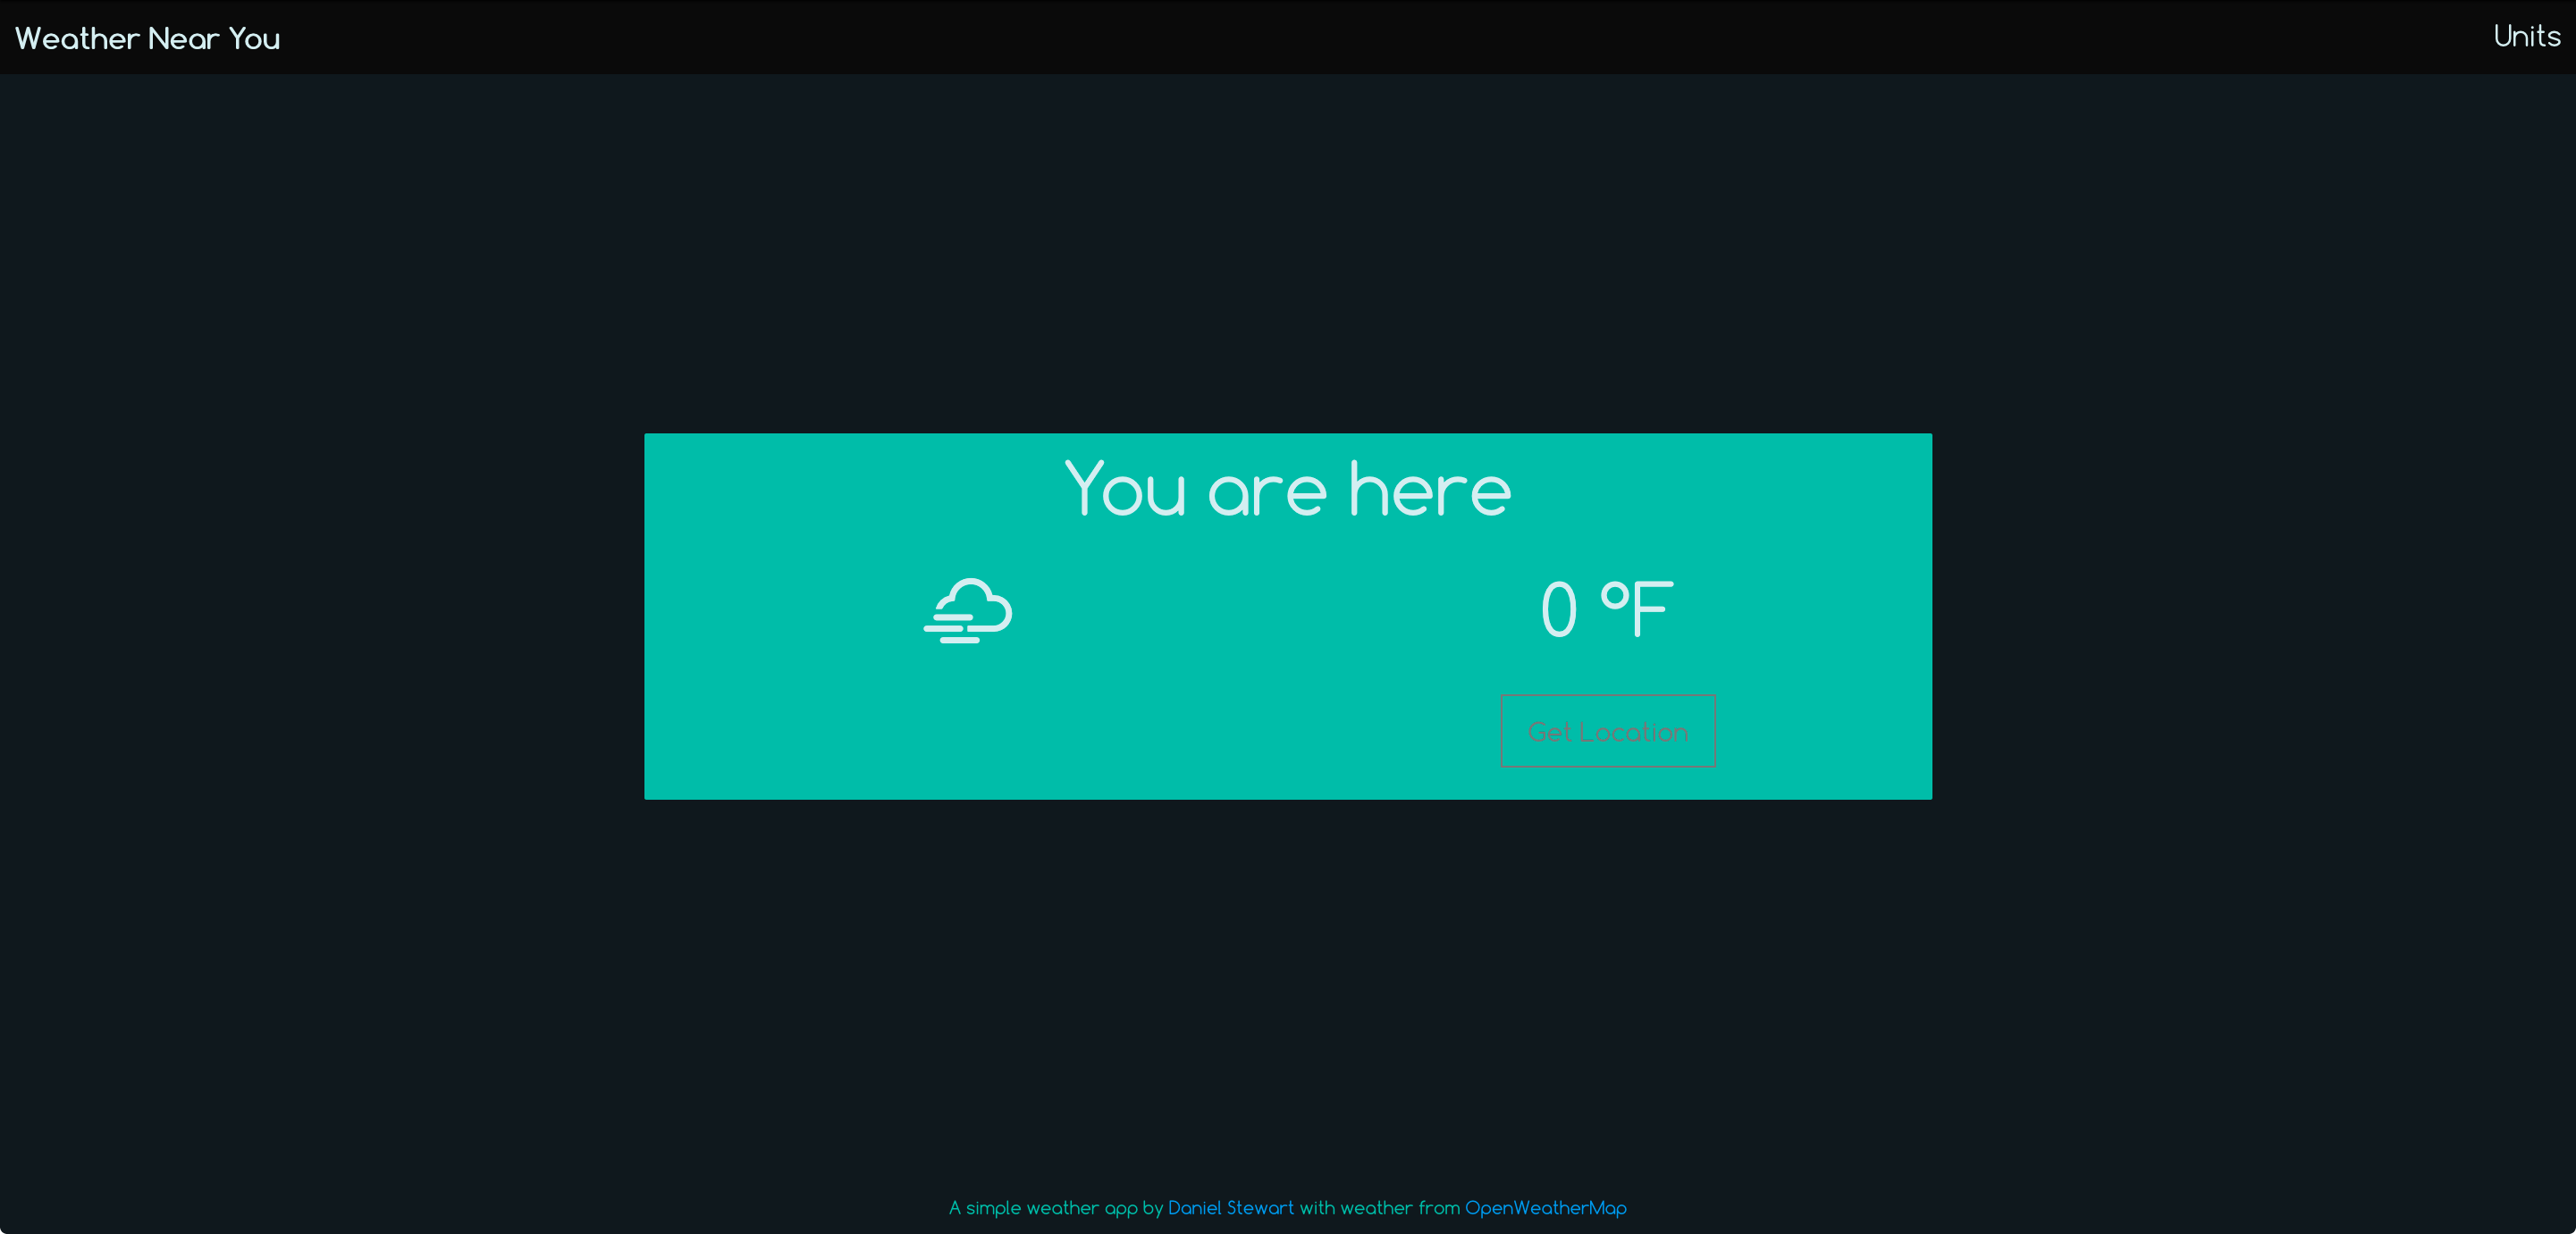 Weather Near You
Units
You are here
0 °F
Get Location
A simple weather app by Daniel Stewart with weather from OpenWeatherMap